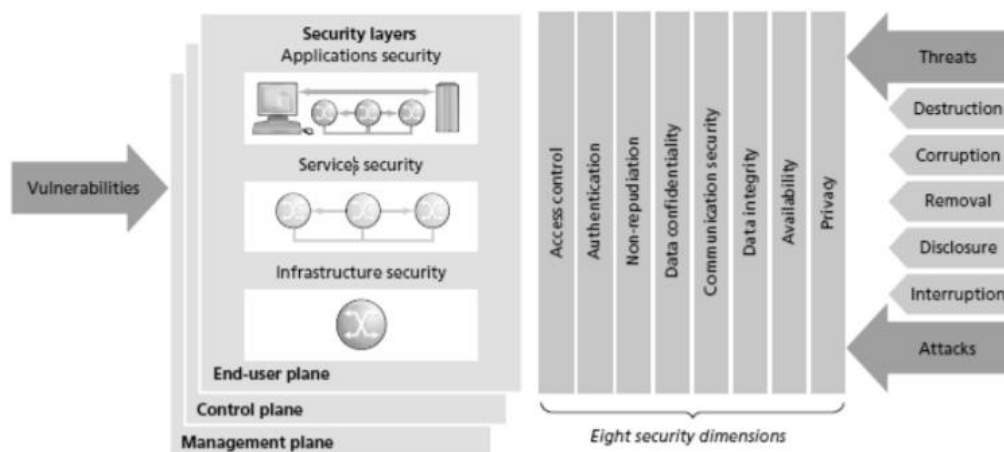 Security layers
Applications security
Services security
Infrastructure security
End-user plane
Control plane
Management plane
Vulnerabilities
Access control
Authentication
Non-repudiation
Data confidentiality
Communication security
Data integrity
Availability
Privacy
Eight security dimensions
Threats
Destruction
Corruption
Removal
Disclosure
Interruption
Attacks